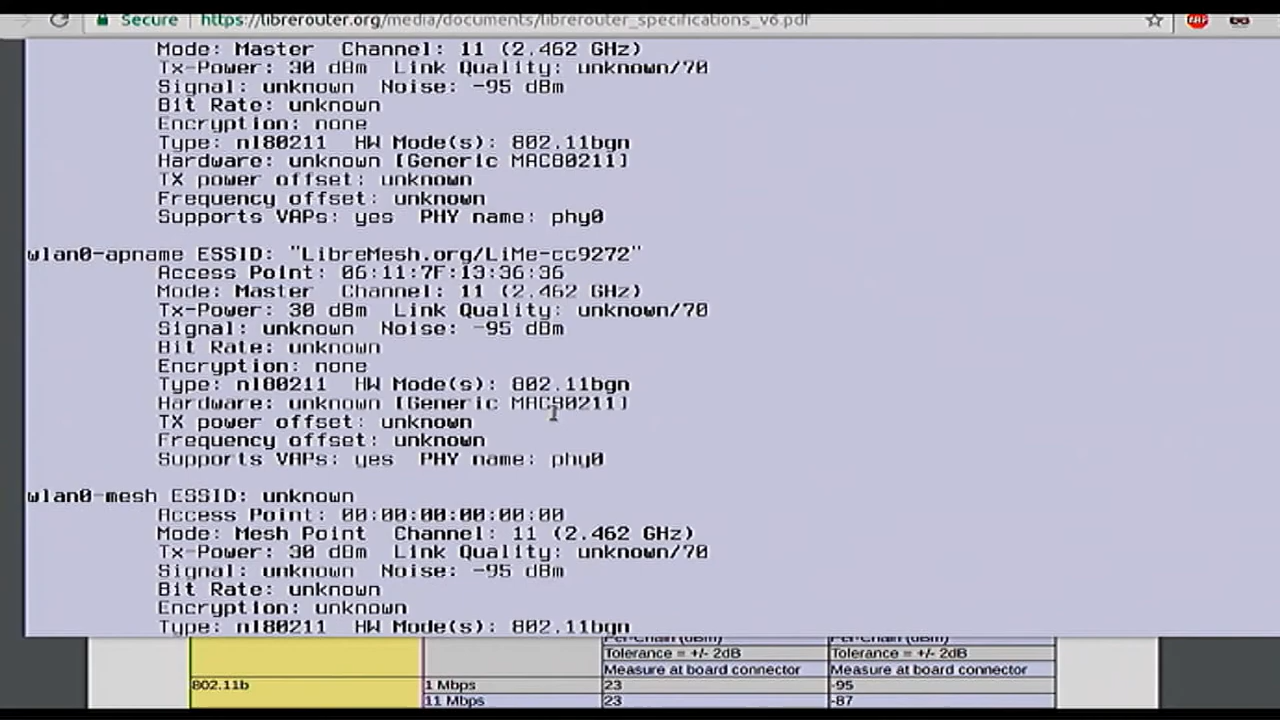 Secure https://librerouter.org/media/documents/librerouter_specifications_v6.pdf
Mode: Master Channel: 11 (2.462 GHz)
Tx-Power: 30 dBm Link Quality: unknown/70
Signal: unknown Noise: -95 dBm
Bit Rate: unknown
Encryption: none
Type: nl80211 HW Mode(s): 802.11bgn
Hardware: unknown [Generic MAC80211]
TX power offset: unknown
Frequency offset: unknown
Supports VAPs: yes PHY name: phy0
wlan0-apname ESSID: "LibreMesh.org/LiMe-cc9272"
Access Point: 06:11:7F:13:36:36
Mode: Master Channel: 11 (2.462 GHz)
Tx-Power: 30 dBm Link Quality: unknown/70
Signal: unknown Noise: -95 dBm
Bit Rate: unknown
Encryption: none
Type: nl80211 HW Mode(s): 802.11bgn
Hardware: unknown [Generic MAC80211]
TX power offset: unknown
Frequency offset: unknown
Supports VAPs: yes PHY name: phy0
wlan0-mesh ESSID: unknown
Access Point: 00:00:00:00:00:00
Mode: Mesh Point Channel: 11 (2.462 GHz)
Tx-Power: 30 dBm Link Quality: unknown/70
Signal: unknown Noise: -95 dBm
Bit Rate: unknown
Encryption: unknown
Type: nl80211 HW Mode(s): 802.11bgn
Per-Chain (dBm) Per-Chain (dBm)
Tolerance = +/- 2dB Tolerance = +/- 2dB
Measure at board connector Measure at board connector
802.11b 1 Mbps 23 -95
11 Mbps 23 -87